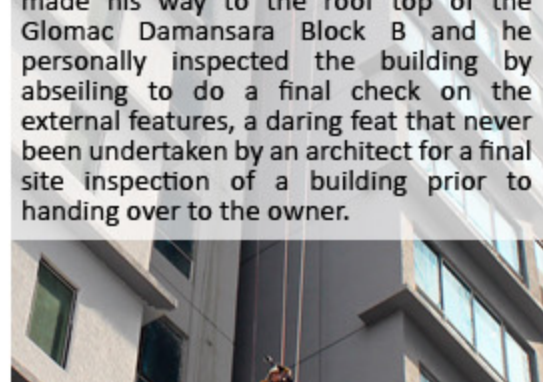 made his way to the roof top of the
Glomac Damansara Block B and he
personally inspected the building by
abseiling to do a final check on the
external features, a daring feat that never
been undertaken by an architect for a final
site inspection of a building prior to
handing over to the owner.